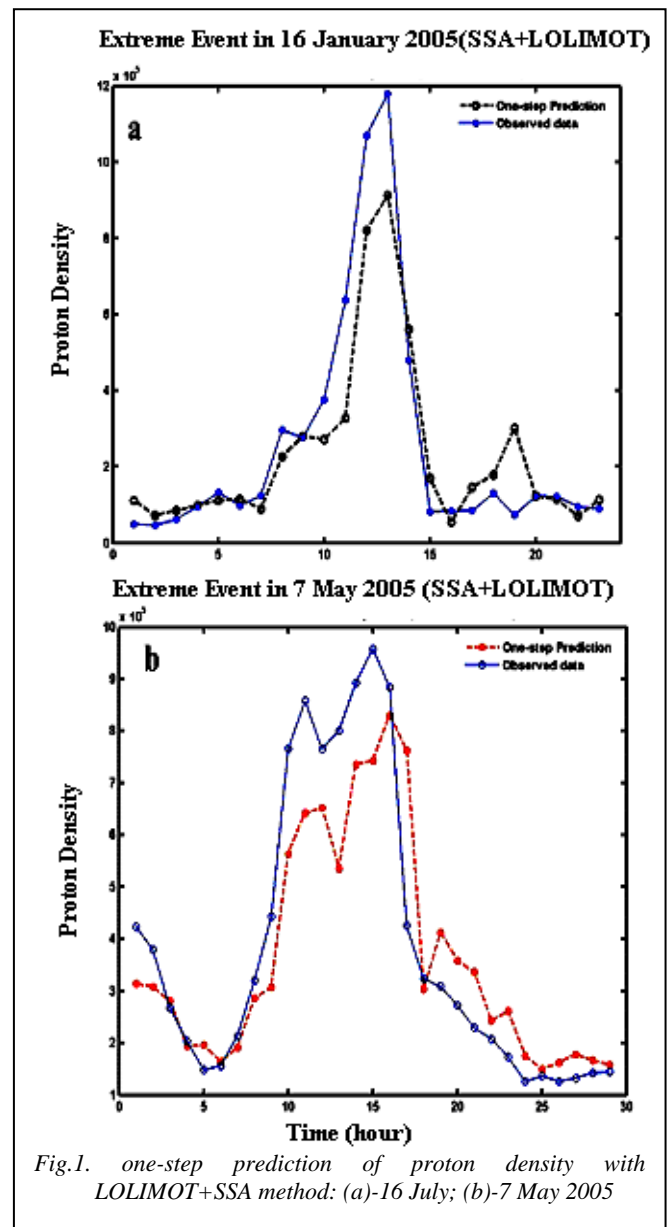 Extreme Event in 16 January 2005(SSA+LOLIMOT)
x 10⁵
12
10
8
6
4
2
0
a
One-step Prediction
Observed data
Proton Density
0 5 10 15 20
Extreme Event in 7 May 2005 (SSA+LOLIMOT)
x 10⁵
10
9
8
7
6
5
4
3
2
1
b
One-step Prediction
Observed data
Proton Density
0 5 10 15 20 25 30
Time (hour)
Fig.1. one-step prediction of proton density with
LOLIMOT+SSA method: (a)-16 July; (b)-7 May 2005